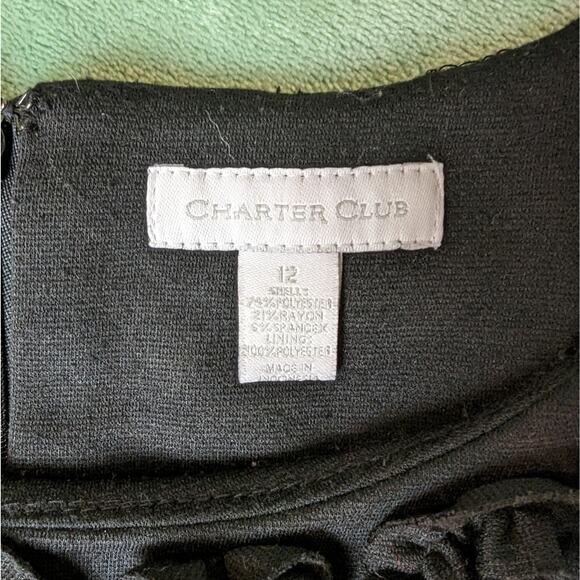 CHARTER CLUB
12
SHELL:
74%POLYESTER
21%RAYON
5%SPANDEX
LINING:
100%POLYESTER
MADE IN
INDONESIA